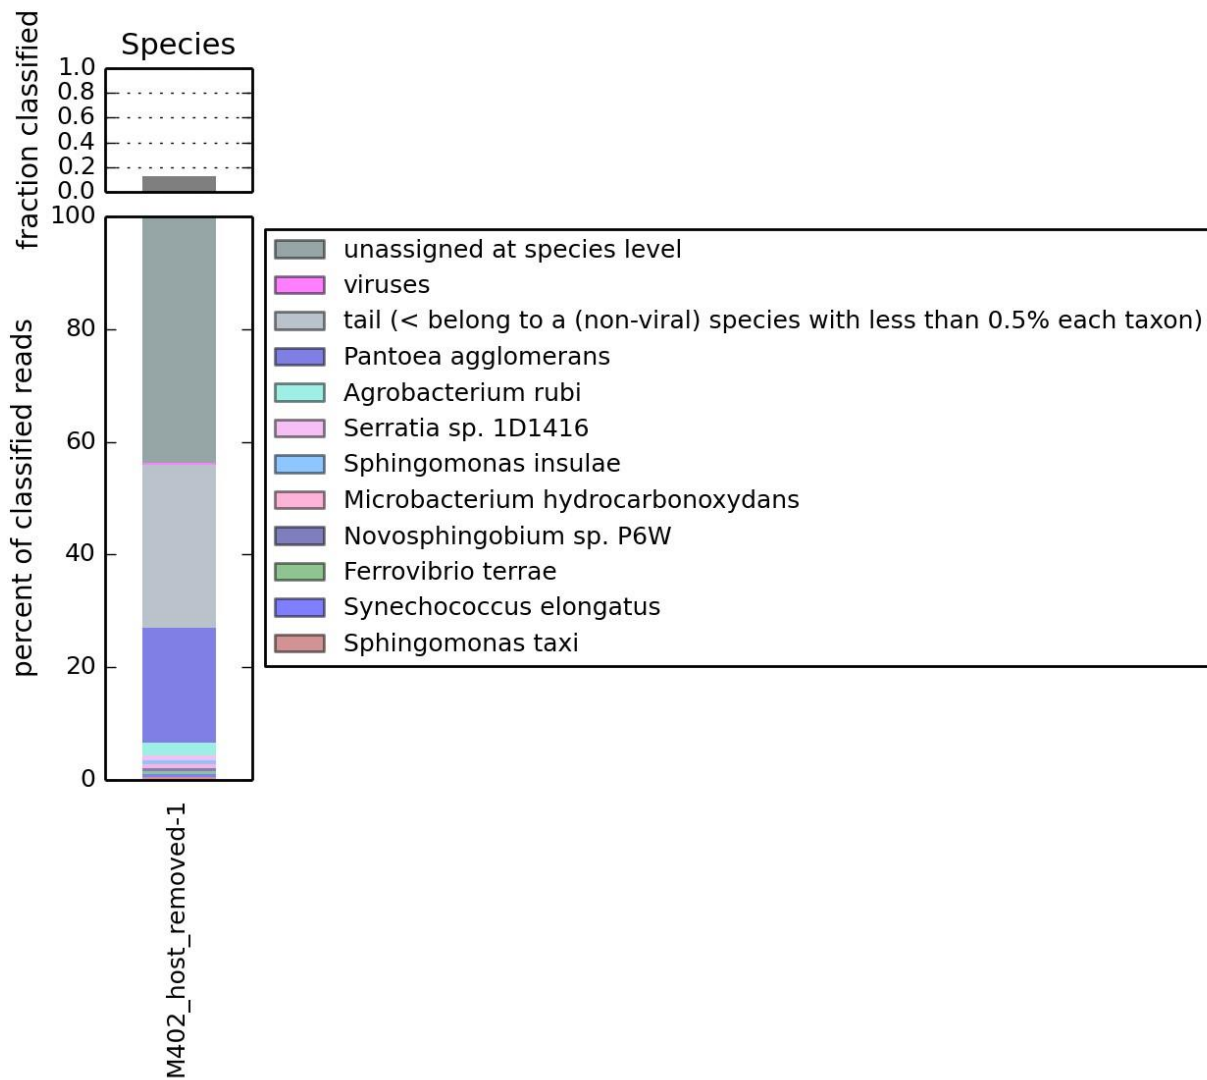 Species
fraction classified
1.0
0.8
0.6
0.4
0.2
0.0
percent of classified reads
100
80
60
40
20
0
M402_host_removed-1
unassigned at species level
viruses
tail (< belong to a (non-viral) species with less than 0.5% each taxon)
Pantoea agglomerans
Agrobacterium rubi
Serratia sp. 1D1416
Sphingomonas insulae
Microbacterium hydrocarbonoxydans
Novosphingobium sp. P6W
Ferrovibrio terrae
Synechococcus elongatus
Sphingomonas taxi